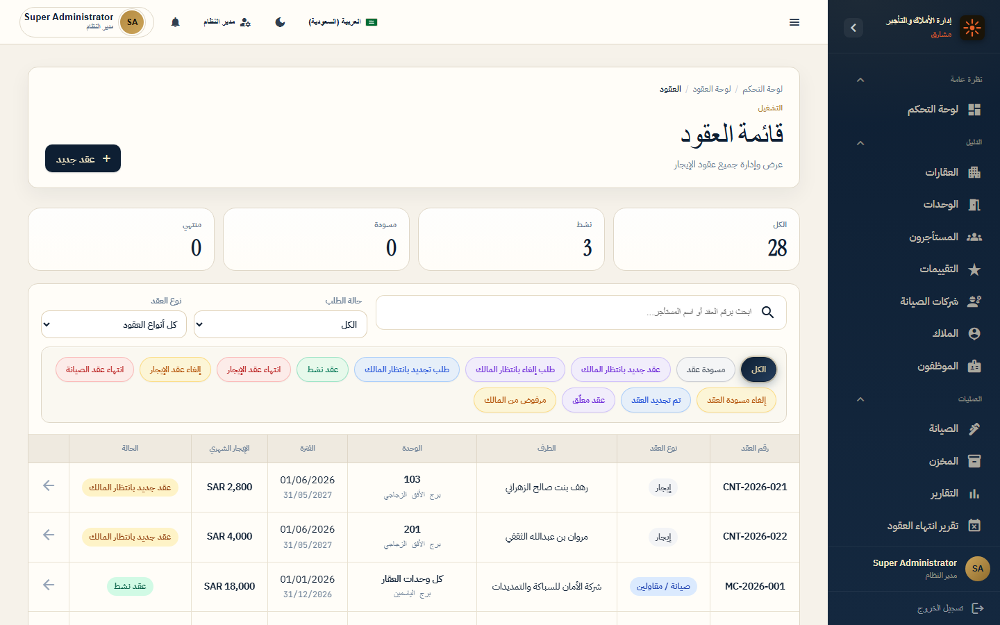 إدارة الأملاك والتأجير
مشارق
نظرة عامة
لوحة التحكم
الدليل
العقارات
الوحدات
المستأجرون
التقييمات
شركات الصيانة
الملاك
الموظفون
العمليات
الصيانة
المخزن
التقارير
تقرير انتهاء العقود
Super Administrator
SA
مدير النظام
تسجيل الخروج
العربية (السعودية)
مدير النظام
SA
Super Administrator
مدير النظام
لوحة التحكم / لوحة العقود / العقود
التشغيل
قائمة العقود
عرض وإدارة جميع عقود الإيجار
+ عقد جديد
الكل
28
نشط
3
مسودة
0
منتهي
0
ابحث برقم العقد أو اسم المستأجر...
حالة الطلب
الكل
نوع العقد
كل أنواع العقود
الكل مسودة عقد عقد جديد بانتظار المالك طلب إلغاء بانتظار المالك طلب تجديد بانتظار المالك عقد نشط انتهاء عقد الإيجار إلغاء عقد الإيجار انتهاء عقد الصيانة
إلغاء مسودة العقد تم تجديد العقد عقد معلّق مرفوض من المالك
رقم العقد نوع العقد الطرف الوحدة الفترة الإيجار الشهري الحالة
CNT-2026-021 إيجار رهف بنت صالح الزهراني 103 برج الأفق الزجاجي 01/06/2026 31/05/2027 SAR 2,800 عقد جديد بانتظار المالك
CNT-2026-022 إيجار مروان بن عبدالله الثقفي 201 برج الأفق الزجاجي 01/06/2026 31/05/2027 SAR 4,000 عقد جديد بانتظار المالك
MC-2026-001 صيانة / مقاولين شركة الأمان للسباكة والتمديدات كل وحدات العقار برج الياسمين 01/01/2026 31/12/2026 SAR 18,000 عقد نشط